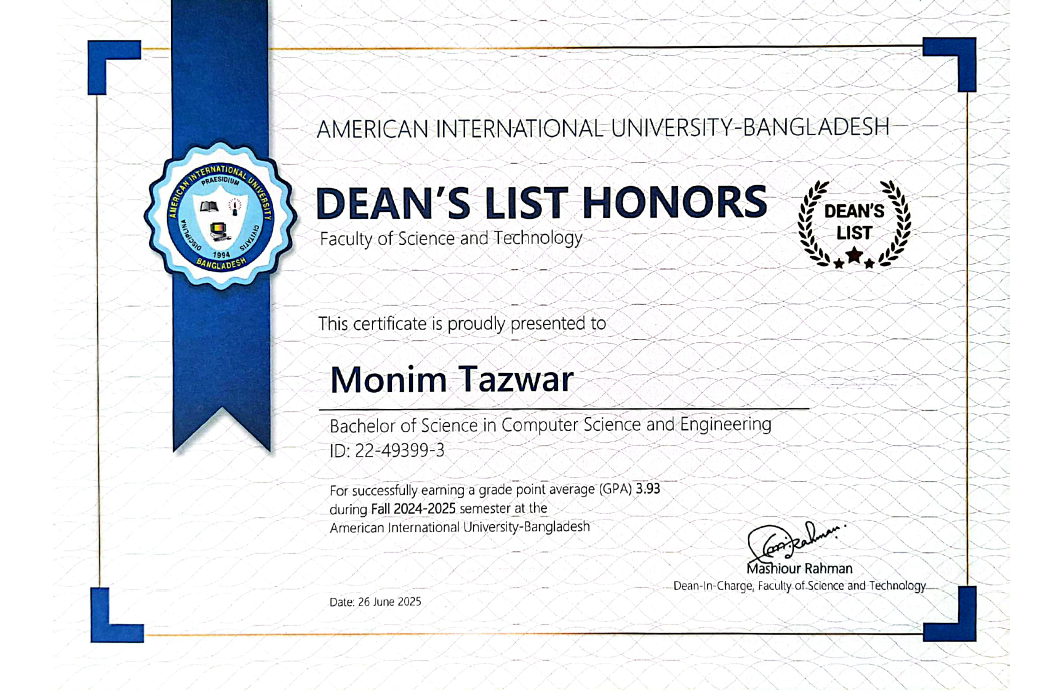 AMERICAN INTERNATIONAL UNIVERSITY-BANGLADESH
AMERICAN INTERNATIONAL UNIVERSITY
PRAESIDIUM
DISCIPLINA
CIVITATIS
1994
BANGLADESH
DEAN'S LIST HONORS
Faculty of Science and Technology
DEAN'S
LIST
This certificate is proudly presented to
Monim Tazwar
Bachelor of Science in Computer Science and Engineering
ID: 22-49399-3
For successfully earning a grade point average (GPA) 3.93
during Fall 2024-2025 semester at the
American International University-Bangladesh
Mashiour Rahman
Dean-In-Charge, Faculty of Science and Technology
Date: 26 June 2025